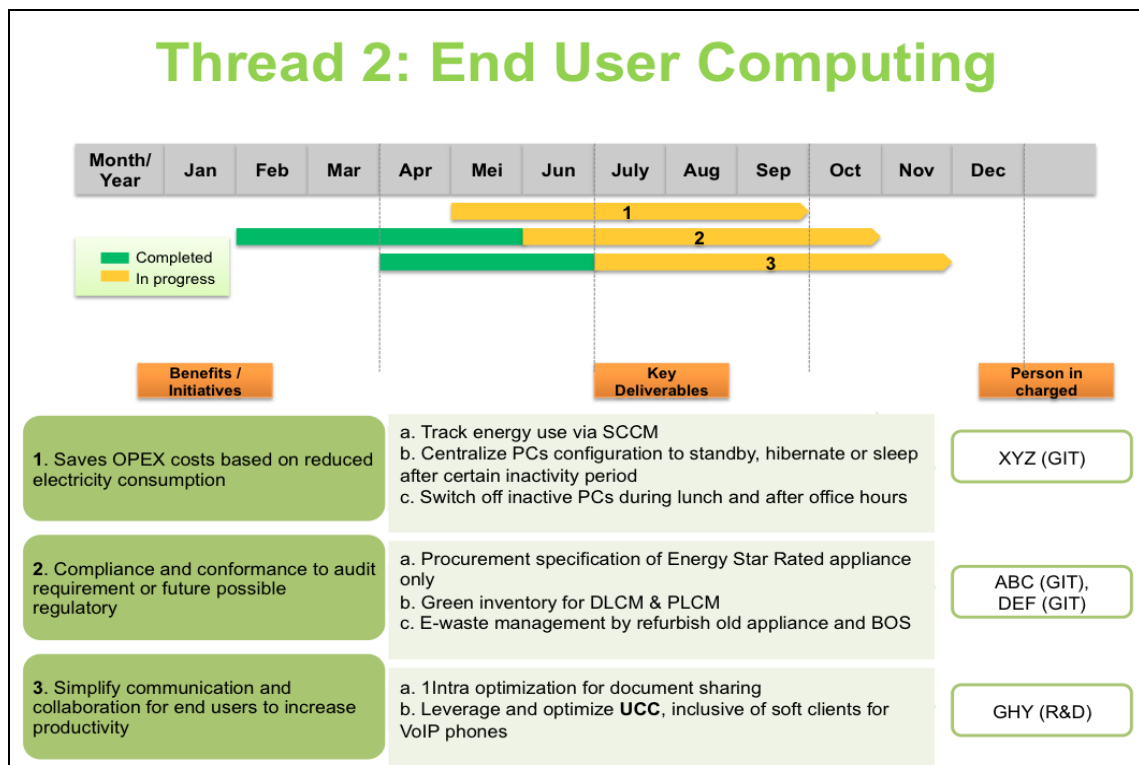 Thread 2: End User Computing
Month/
Year
Jan
Feb
Mar
Apr
Mei
Jun
July
Aug
Sep
Oct
Nov
Dec
1
2
3
Completed
In progress
Benefits /
Initiatives
Key
Deliverables
Person in
charged
1. Saves OPEX costs based on reduced
electricity consumption
a. Track energy use via SCCM
b. Centralize PCs configuration to standby, hibernate or sleep
after certain inactivity period
c. Switch off inactive PCs during lunch and after office hours
XYZ (GIT)
2. Compliance and conformance to audit
requirement or future possible
regulatory
a. Procurement specification of Energy Star Rated appliance
only
b. Green inventory for DLCM & PLCM
c. E-waste management by refurbish old appliance and BOS
ABC (GIT),
DEF (GIT)
3. Simplify communication and
collaboration for end users to increase
productivity
a. 1Intra optimization for document sharing
b. Leverage and optimize UCC, inclusive of soft clients for
VoIP phones
GHY (R&D)